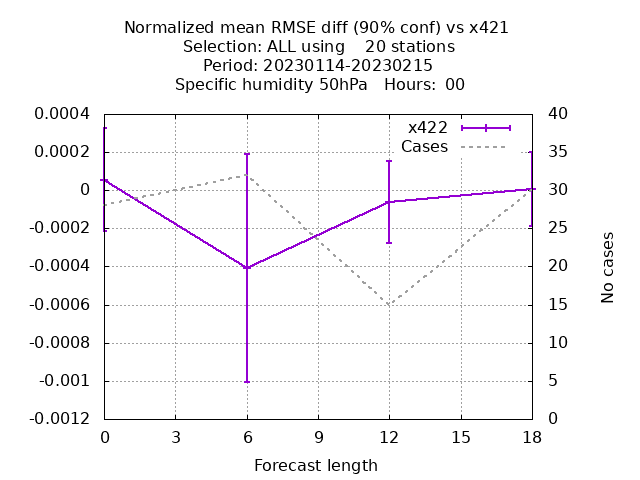 Normalized mean RMSE diff (90% conf) vs x421
Selection: ALL using    20 stations
Period: 20230114-20230215
Specific humidity 50hPa   Hours:  00
0.0004
0.0002
0
-0.0002
-0.0004
-0.0006
-0.0008
-0.001
-0.0012
x422
Cases
40
35
30
25
20
15
10
5
0
No cases
0 3 6 9 12 15 18
Forecast length